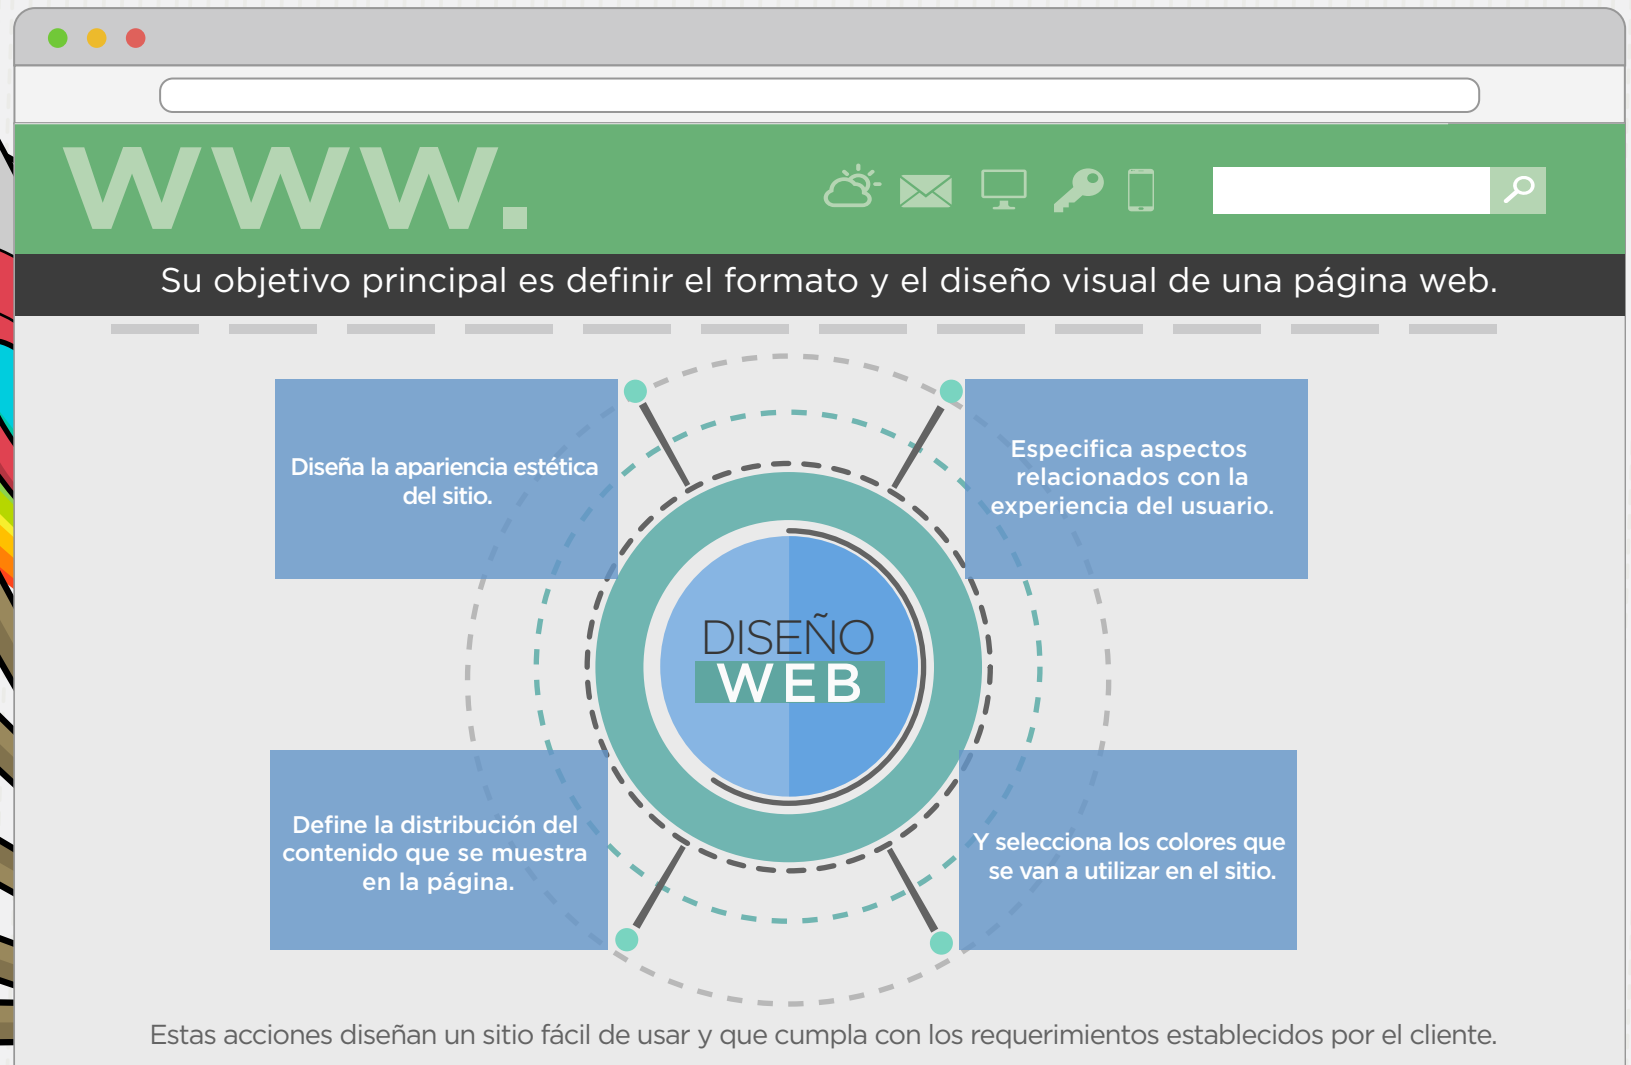 WWW.
Su objetivo principal es definir el formato y el diseño visual de una página web.
Diseña la apariencia estética
del sitio.
Especifica aspectos
relacionados con la
experiencia del usuario.
DISEÑO
WEB
Define la distribución del
contenido que se muestra
en la página.
Y selecciona los colores que
se van a utilizar en el sitio.
Estas acciones diseñan un sitio fácil de usar y que cumpla con los requerimientos establecidos por el cliente.